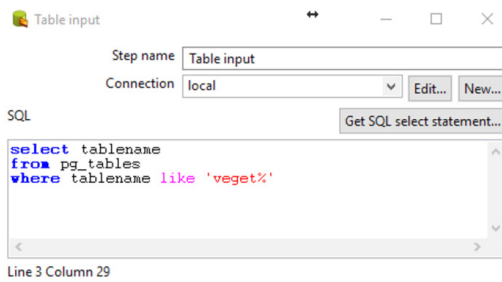 Table input
Step name Table input
Connection local Edit... New...
SQL Get SQL select statement...
select tablename
from pg_tables
where tablename like 'veget%'
Line 3 Column 29